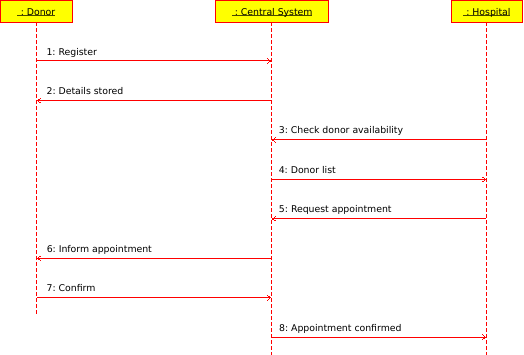 : Donor
: Central System
: Hospital
1: Register
2: Details stored
3: Check donor availability
4: Donor list
5: Request appointment
6: Inform appointment
7: Confirm
8: Appointment confirmed